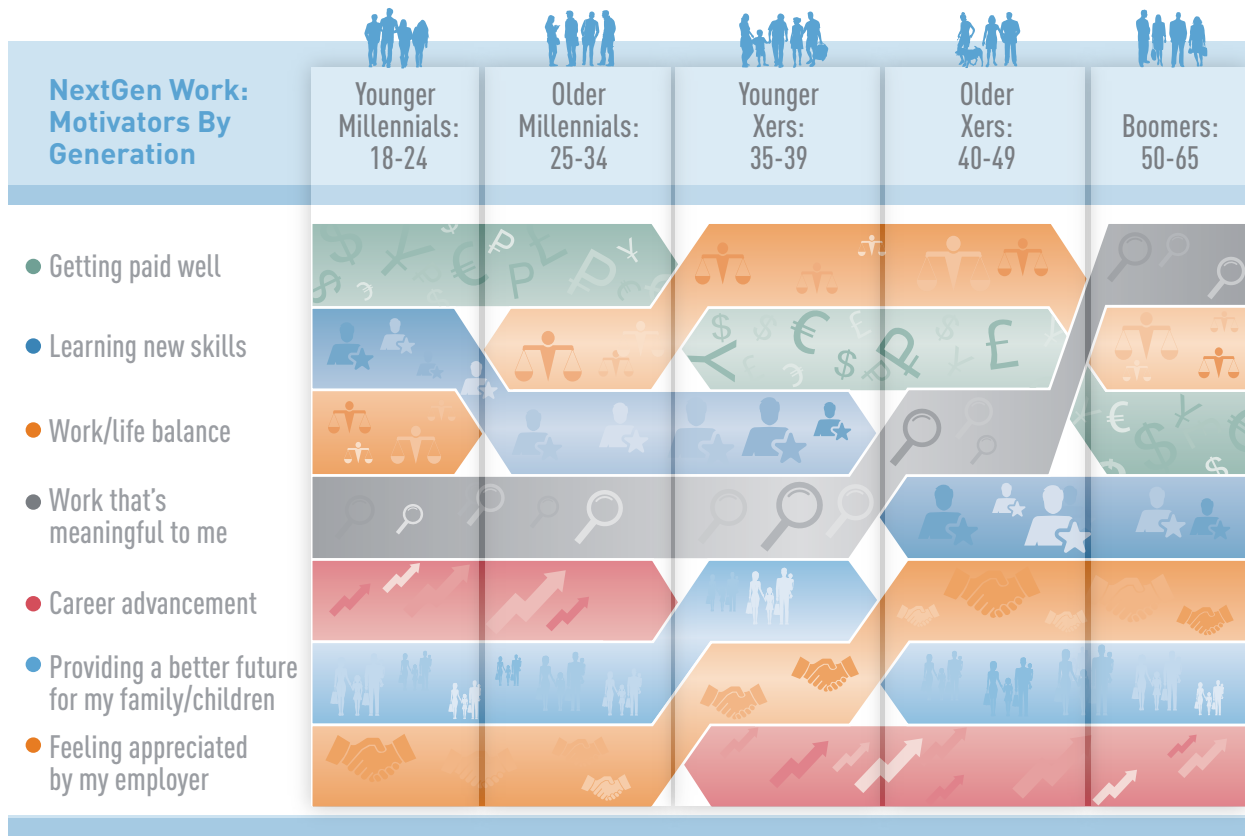 NextGen Work:
Motivators By
Generation
Younger
Millennials:
18-24
Older
Millennials:
25-34
Younger
Xers:
35-39
Older
Xers:
40-49
Boomers:
50-65
Getting paid well
Learning new skills
Work/life balance
Work that's
meaningful to me
Career advancement
Providing a better future
for my family/children
Feeling appreciated
by my employer